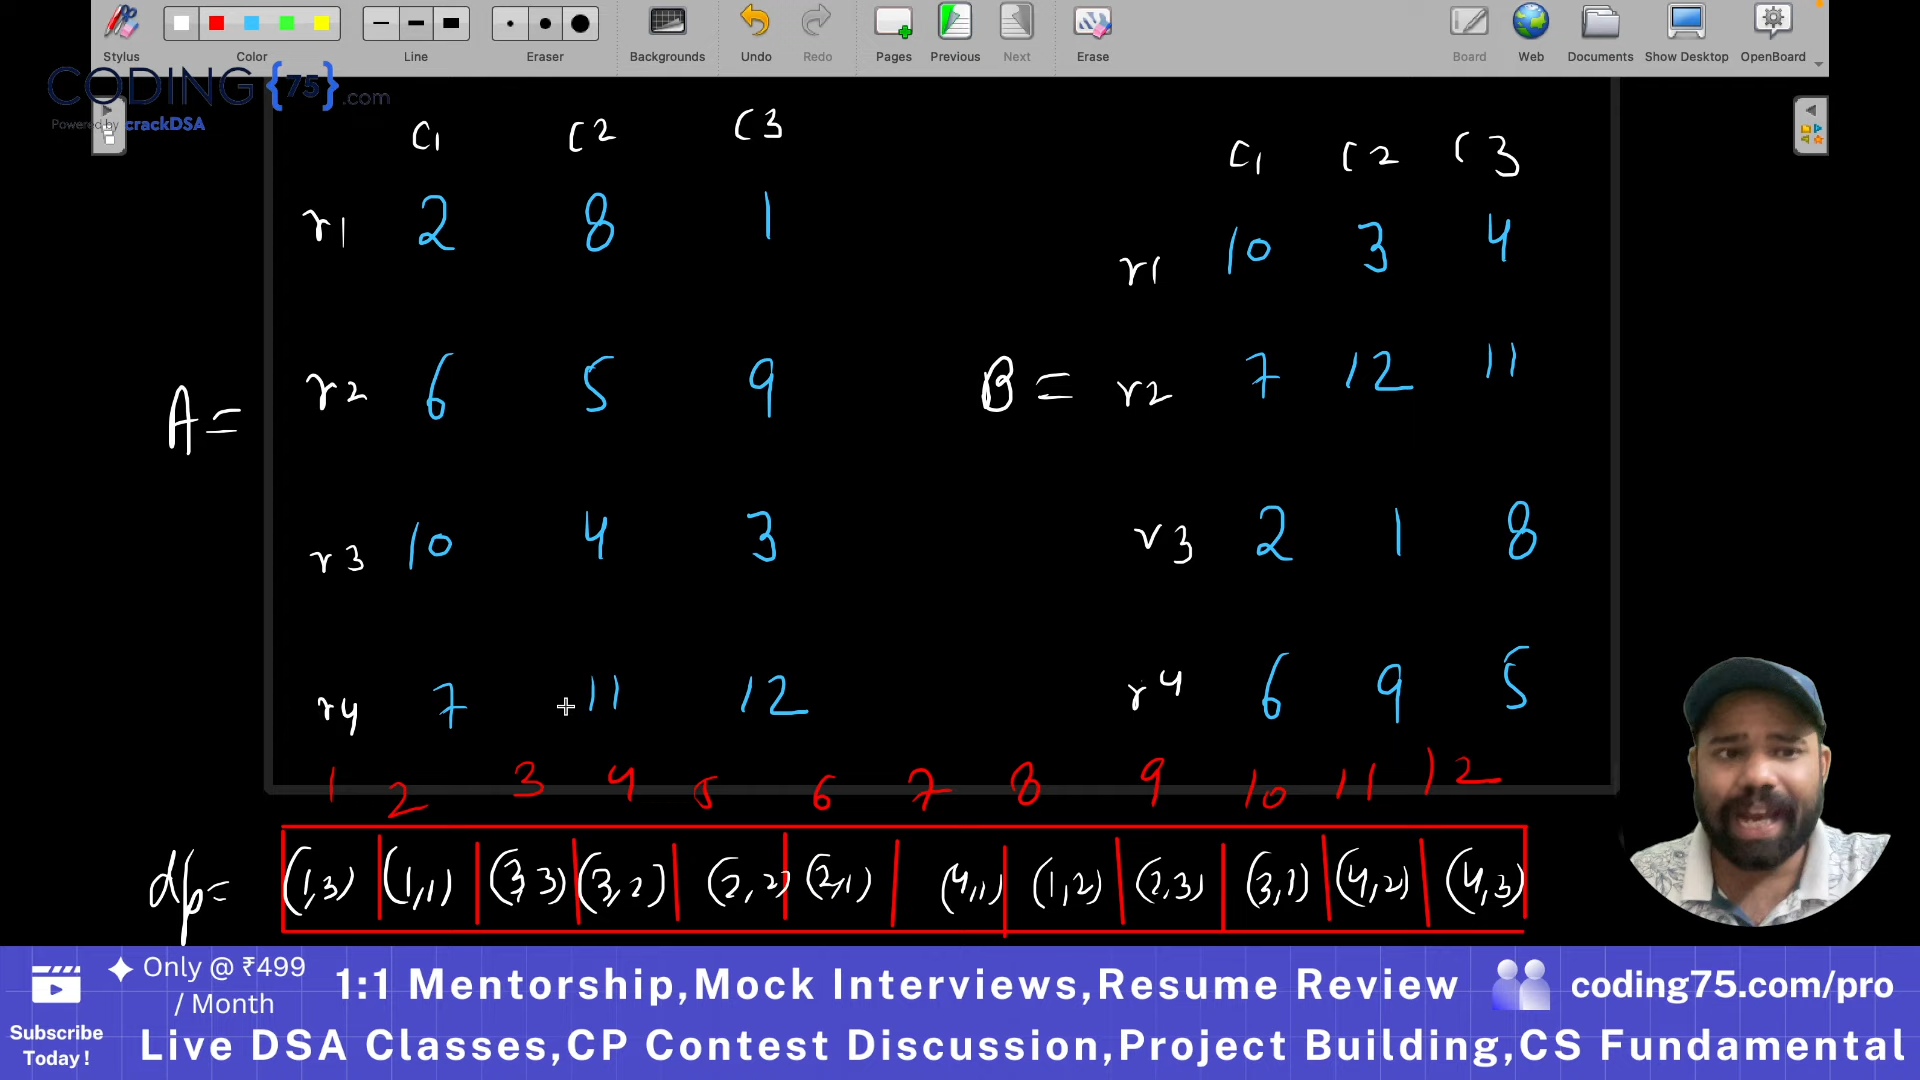 Stylus Color Line Eraser Backgrounds Undo Redo Pages Previous Next Erase Board Web Documents Show Desktop OpenBoard
CODING {75} .com
Powered by crackDSA
C1 C2 C3
r1 2 8 1
r2 6 5 9
A =
r3 10 4 3
r4 7 11 12
C1 C2 C3
r1 10 3 4
B = r2 7 12 11
r3 2 1 8
r4 6 9 5
1 2 3 4 5 6 7 8 9 10 11 12
dp = (1,3) (1,1) (3,3) (3,2) (2,2) (2,1) (4,1) (1,2) (2,3) (3,1) (4,2) (4,3)
Subscribe Today !
Only @ ₹499 / Month
1:1 Mentorship,Mock Interviews,Resume Review
coding75.com/pro
Live DSA Classes,CP Contest Discussion,Project Building,CS Fundamental